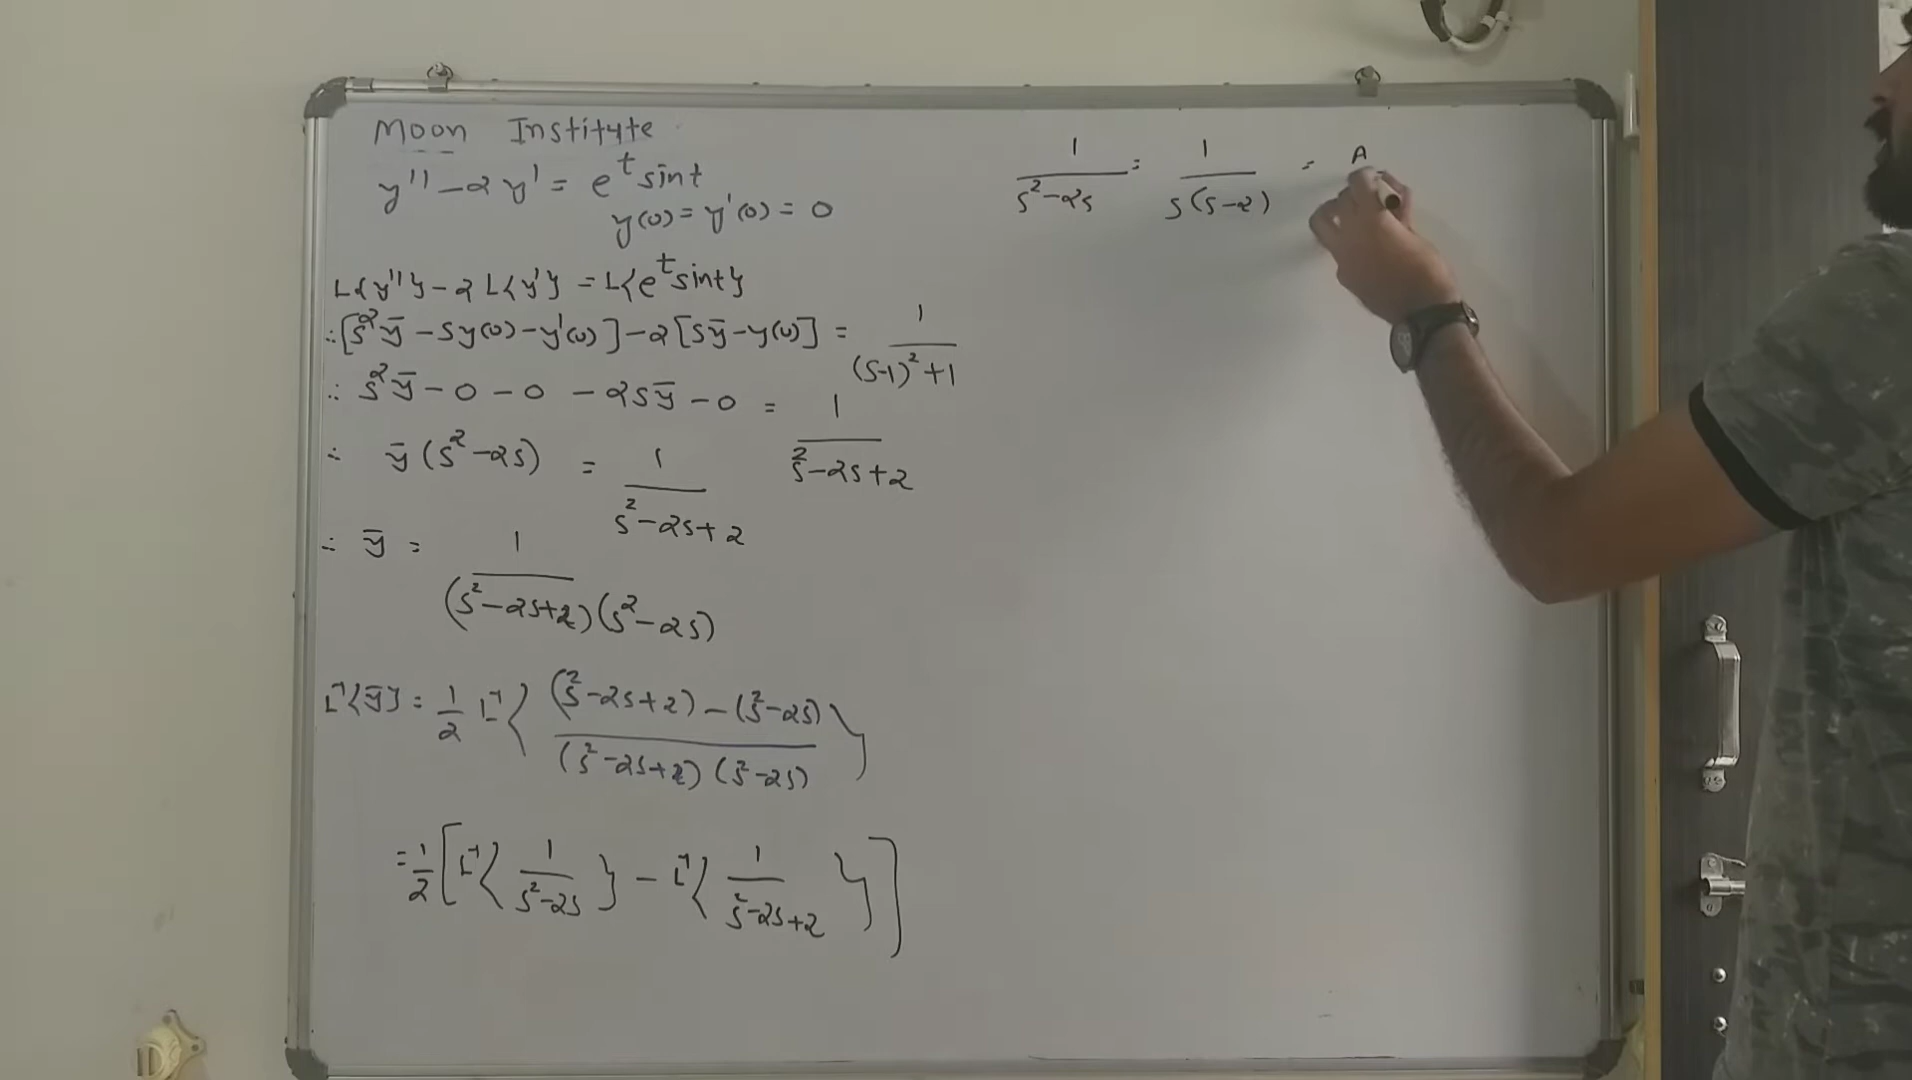 Moon Institute
y'' - 2y' = e^t sint
y(0) = y'(0) = 0
L{y''} - 2 L{y'} = L{e^t sint}
∴ [s²ȳ - sy(0) - y'(0)] - 2[sȳ - y(0)] = 1/((s-1)²+1)
∴ s²ȳ - 0 - 0 - 2sȳ - 0 = 1/(s²-2s+2)
∴ ȳ(s²-2s) = 1/(s²-2s+2)
∴ ȳ = 1/((s²-2s+2)(s²-2s))
L⁻¹{ȳ} = 1/2 L⁻¹{((s²-2s+2)-(s²-2s))/((s²-2s+2)(s²-2s))}
= 1/2 [L⁻¹{1/(s²-2s)} - L⁻¹{1/(s²-2s+2)}]
1/(s²-2s) = 1/(s(s-2)) = A